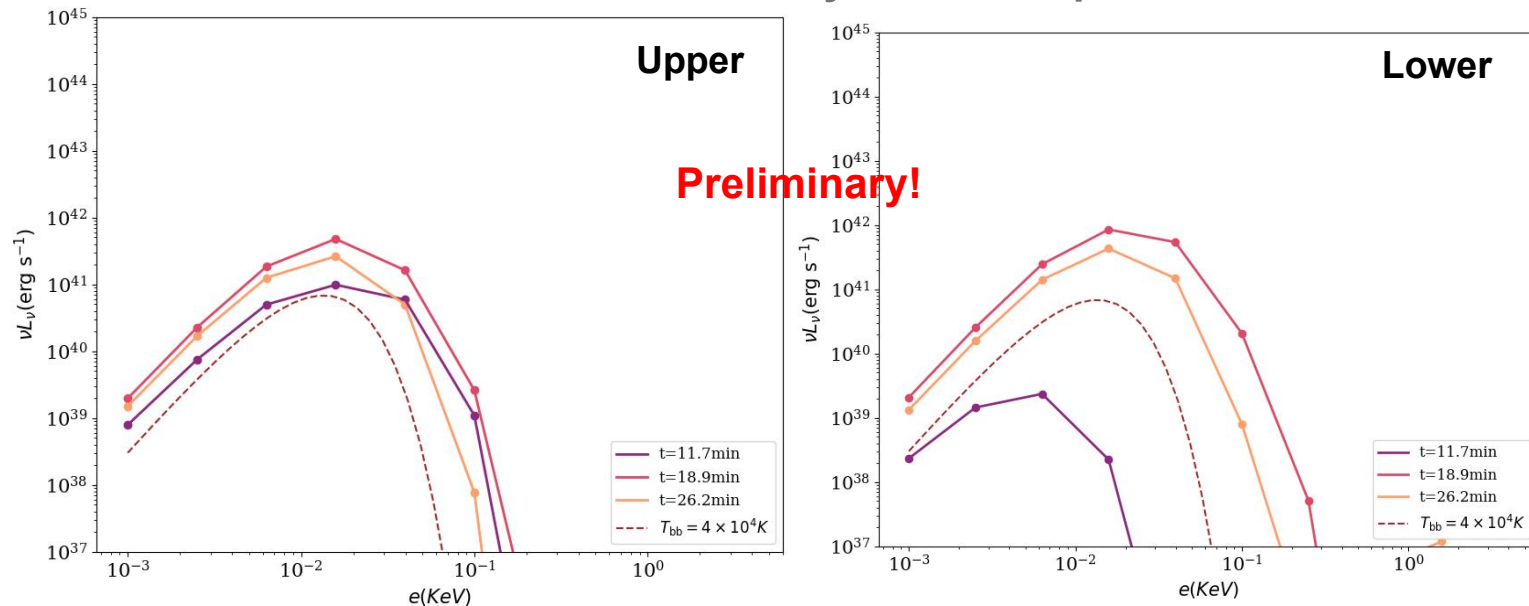 Upper
Lower
Preliminary!
10^45
10^44
10^43
10^42
10^41
10^40
10^39
10^38
10^37
νL_ν(erg s^−1)
t=11.7min
t=18.9min
t=26.2min
T_bb = 4 × 10^4K
10^−3
10^−2
10^−1
10^0
e(KeV)
10^45
10^44
10^43
10^42
10^41
10^40
10^39
10^38
10^37
νL_ν(erg s^−1)
t=11.7min
t=18.9min
t=26.2min
T_bb = 4 × 10^4K
10^−3
10^−2
10^−1
10^0
e(KeV)